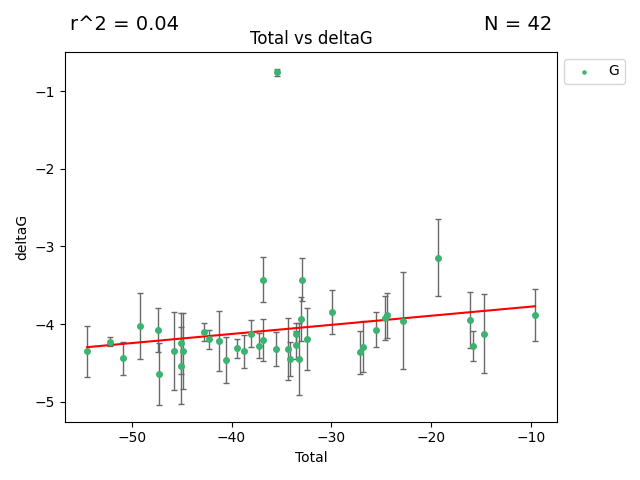 r^2 = 0.04 N = 42
Total vs deltaG
G
−1
−2
−3
−4
−5
deltaG
−50 −40 −30 −20 −10
Total